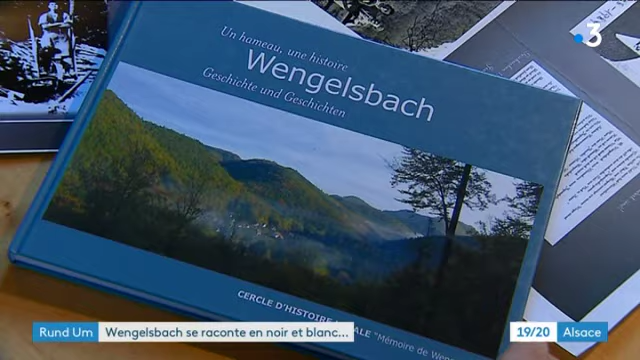 3
Un hameau, une histoire
Wengelsbach
Geschichte und Geschichten
CERCLE D'HISTOIRE "Mémoire de
Rund Um
Wengelsbach se raconte en noir et blanc...
19/20
Alsace